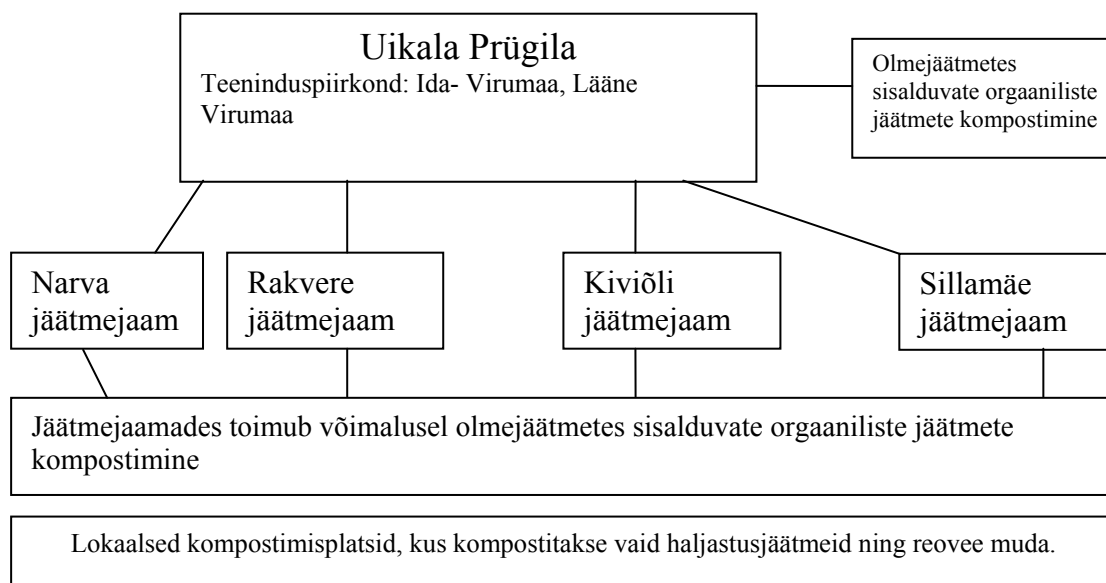 Uikala Prügila
Teeninduspiirkond: Ida- Virumaa, Lääne
Virumaa
Olmejäätmetes
sisalduvate orgaaniliste
jäätmete kompostimine
Narva
jäätmejaam
Rakvere
jäätmejaam
Kiviõli
jäätmejaam
Sillamäe
jäätmejaam
Jäätmejaamades toimub võimalusel olmejäätmetes sisalduvate orgaaniliste jäätmete
kompostimine
Lokaalsed kompostimisplatsid, kus kompostitakse vaid haljastusjäätmeid ning reovee muda.